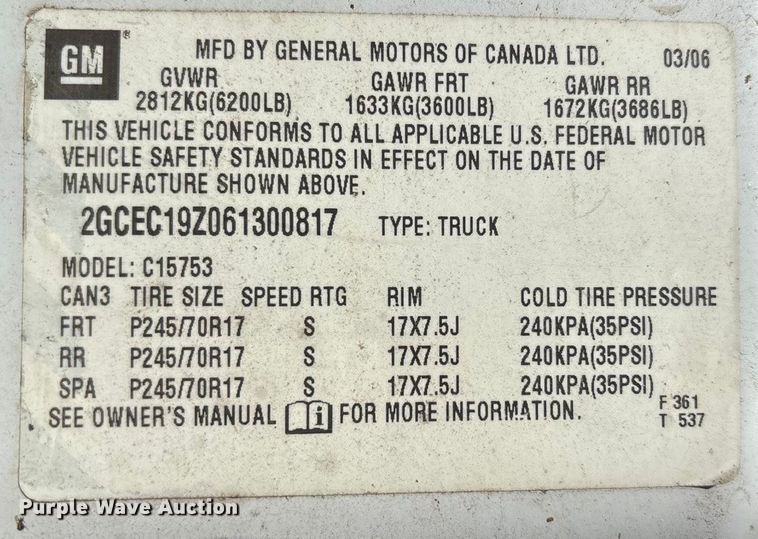 GM®
MFD BY GENERAL MOTORS OF CANADA LTD. 03/06
GVWR GAWR FRT GAWR RR
2812KG(6200LB) 1633KG(3600LB) 1672KG(3686LB)
THIS VEHICLE CONFORMS TO ALL APPLICABLE U.S. FEDERAL MOTOR
VEHICLE SAFETY STANDARDS IN EFFECT ON THE DATE OF
MANUFACTURE SHOWN ABOVE.
2GCEC19Z061300817 TYPE: TRUCK
MODEL: C15753
CAN3 TIRE SIZE SPEED RTG RIM COLD TIRE PRESSURE
FRT P245/70R17 S 17X7.5J 240KPA(35PSI)
RR P245/70R17 S 17X7.5J 240KPA(35PSI)
SPA P245/70R17 S 17X7.5J 240KPA(35PSI)
SEE OWNER'S MANUAL i FOR MORE INFORMATION.
F 361
T 537
Purple Wave Auction